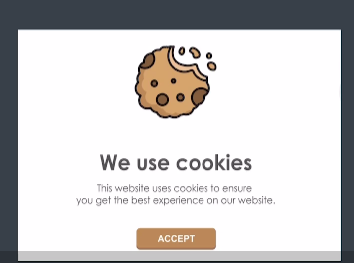 We use cookies
This website uses cookies to ensure
you get the best experience on our website.
ACCEPT